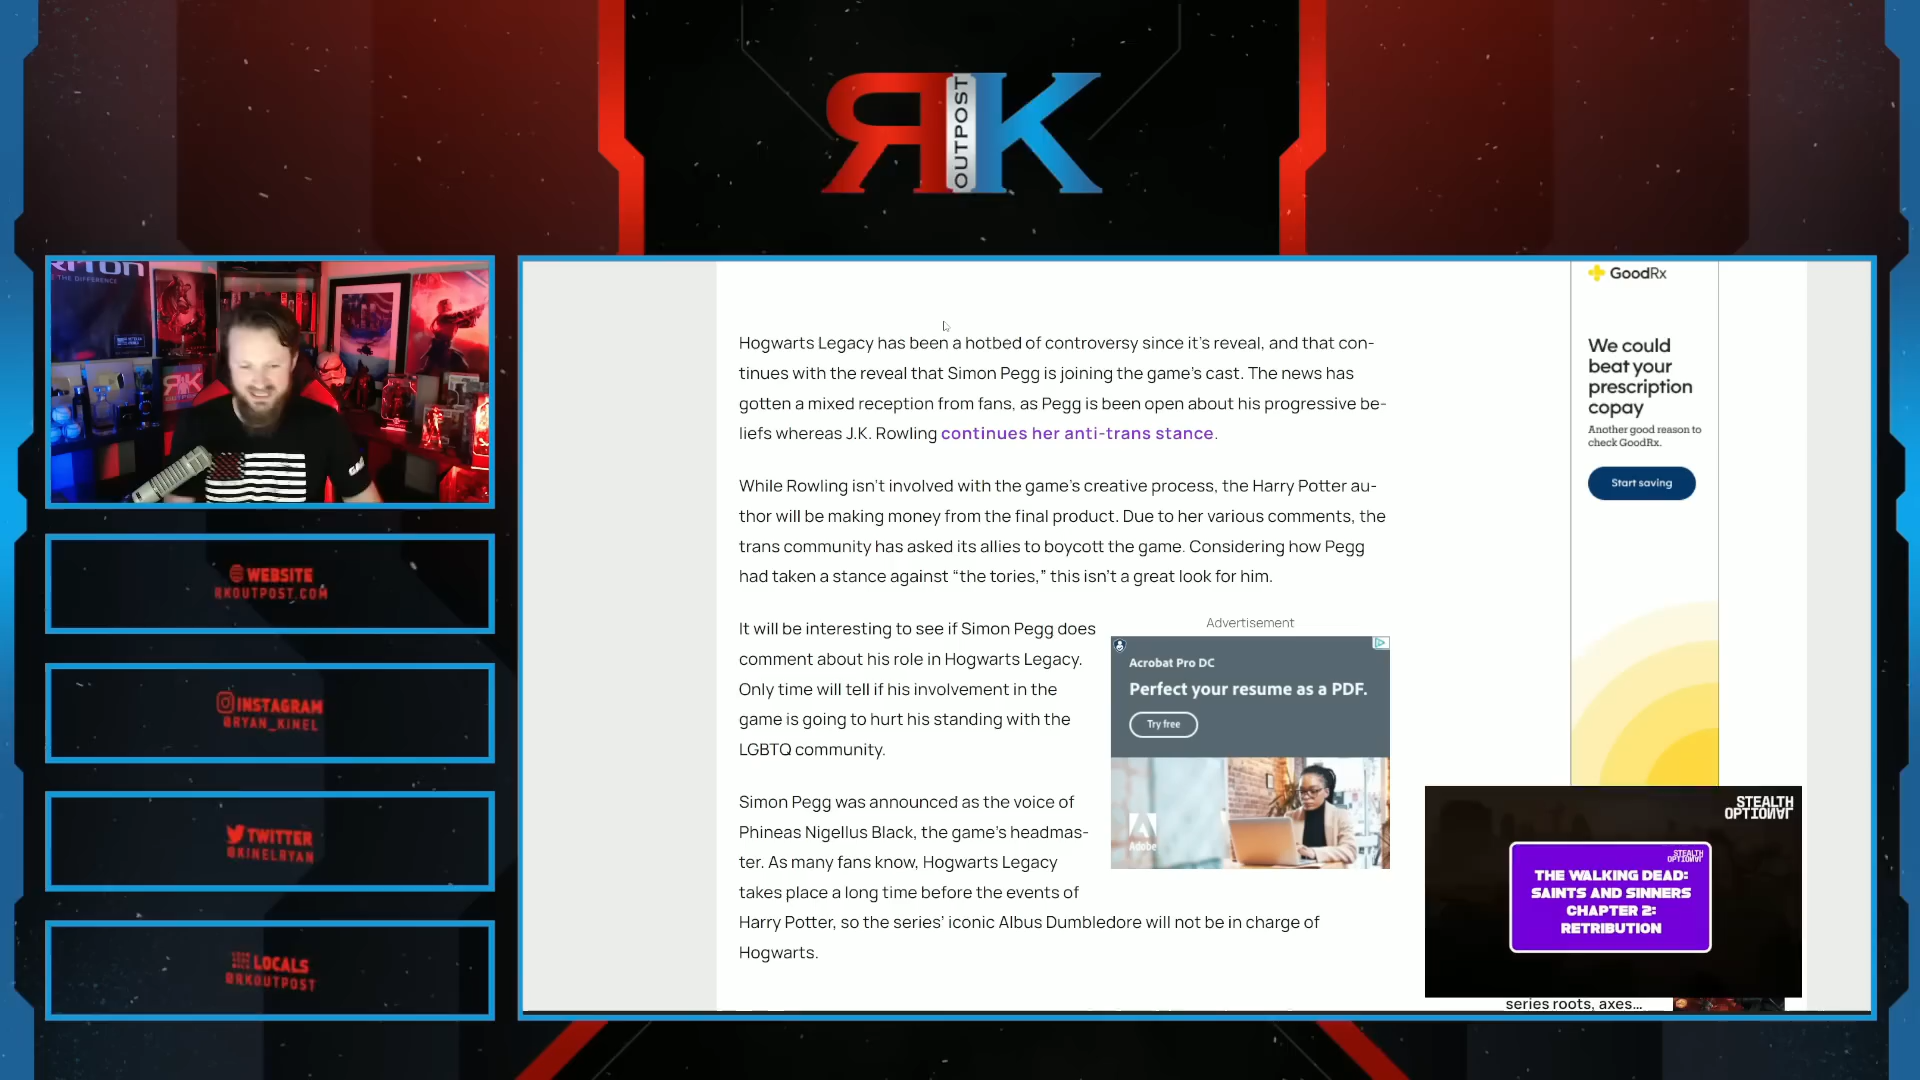 RK
OUTPOST
THE DIFFERENCE
WEBSITE
RKOUTPOST.COM
INSTAGRAM
@RYAN_KINEL
TWITTER
@KINELRYAN
LOCALS
@RKOUTPOST
Hogwarts Legacy has been a hotbed of controversy since it's reveal, and that con-
tinues with the reveal that Simon Pegg is joining the game's cast. The news has
gotten a mixed reception from fans, as Pegg is been open about his progressive be-
liefs whereas J.K. Rowling continues her anti-trans stance.
While Rowling isn't involved with the game's creative process, the Harry Potter au-
thor will be making money from the final product. Due to her various comments, the
trans community has asked its allies to boycott the game. Considering how Pegg
had taken a stance against “the tories,” this isn't a great look for him.
It will be interesting to see if Simon Pegg does
comment about his role in Hogwarts Legacy.
Only time will tell if his involvement in the
game is going to hurt his standing with the
LGBTQ community.
Simon Pegg was announced as the voice of
Phineas Nigellus Black, the game's headmas-
ter. As many fans know, Hogwarts Legacy
takes place a long time before the events of
Harry Potter, so the series' iconic Albus Dumbledore will not be in charge of
Hogwarts.
Advertisement
Acrobat Pro DC
Perfect your resume as a PDF.
Try free
Adobe
GoodRx
We could
beat your
prescription
copay
Another good reason to
check GoodRx.
Start saving
STEALTH
OPTIONAL
STEALTH
OPTIONAL
THE WALKING DEAD:
SAINTS AND SINNERS
CHAPTER 2:
RETRIBUTION
series roots, axes...